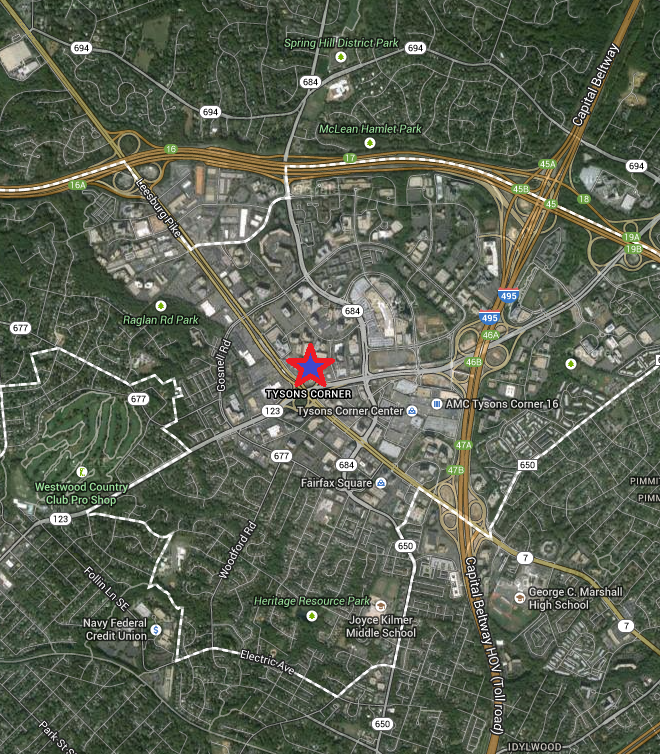 Spring Hill District Park
694
694
684
Capital Beltway
694
McLean Hamlet Park
16
17
45A
694
16A
45B
18
45
Leesburg Pike
19A
19B
495
Raglan Rd Park
684
495
677
46A
Gosnell Rd
46B
TYSONS CORNER
677
123
Tysons Corner Center
AMC Tysons Corner 16
47A
677
684
650
47B
Westwood Country
Club Pro Shop
Fairfax Square
PIMMIT
PIMM
123
Woodford Rd
650
7
Capital Beltway HOV (Toll road)
Follin Ln SE
George C. Marshall
High School
Heritage Resource Park
Joyce Kilmer
Middle School
Navy Federal
Credit Union
7
Electric Ave
650
Park St S
IDYLWOOD